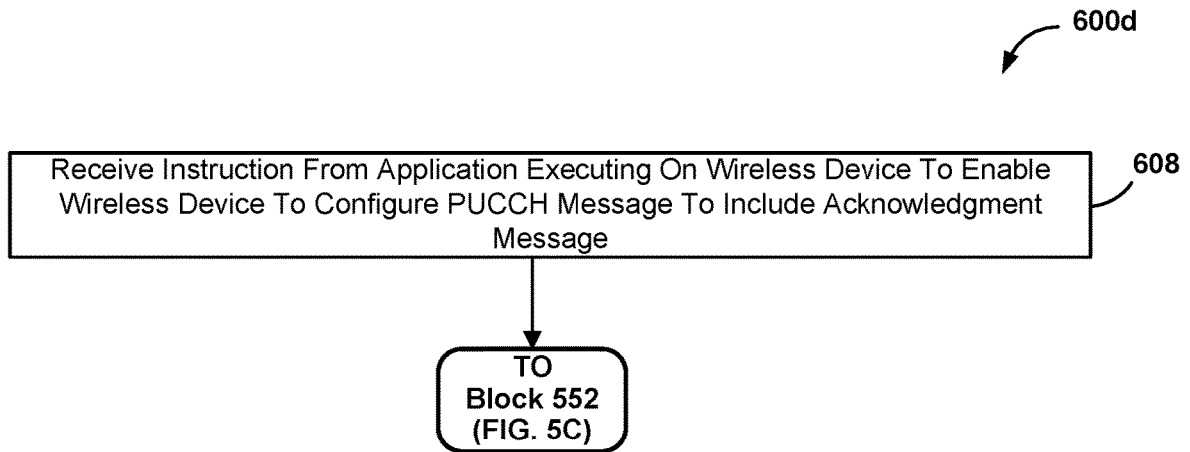 600d
Receive Instruction From Application Executing On Wireless Device To Enable
Wireless Device To Configure PUCCH Message To Include Acknowledgment
Message
608
TO
Block 552
(FIG. 5C)